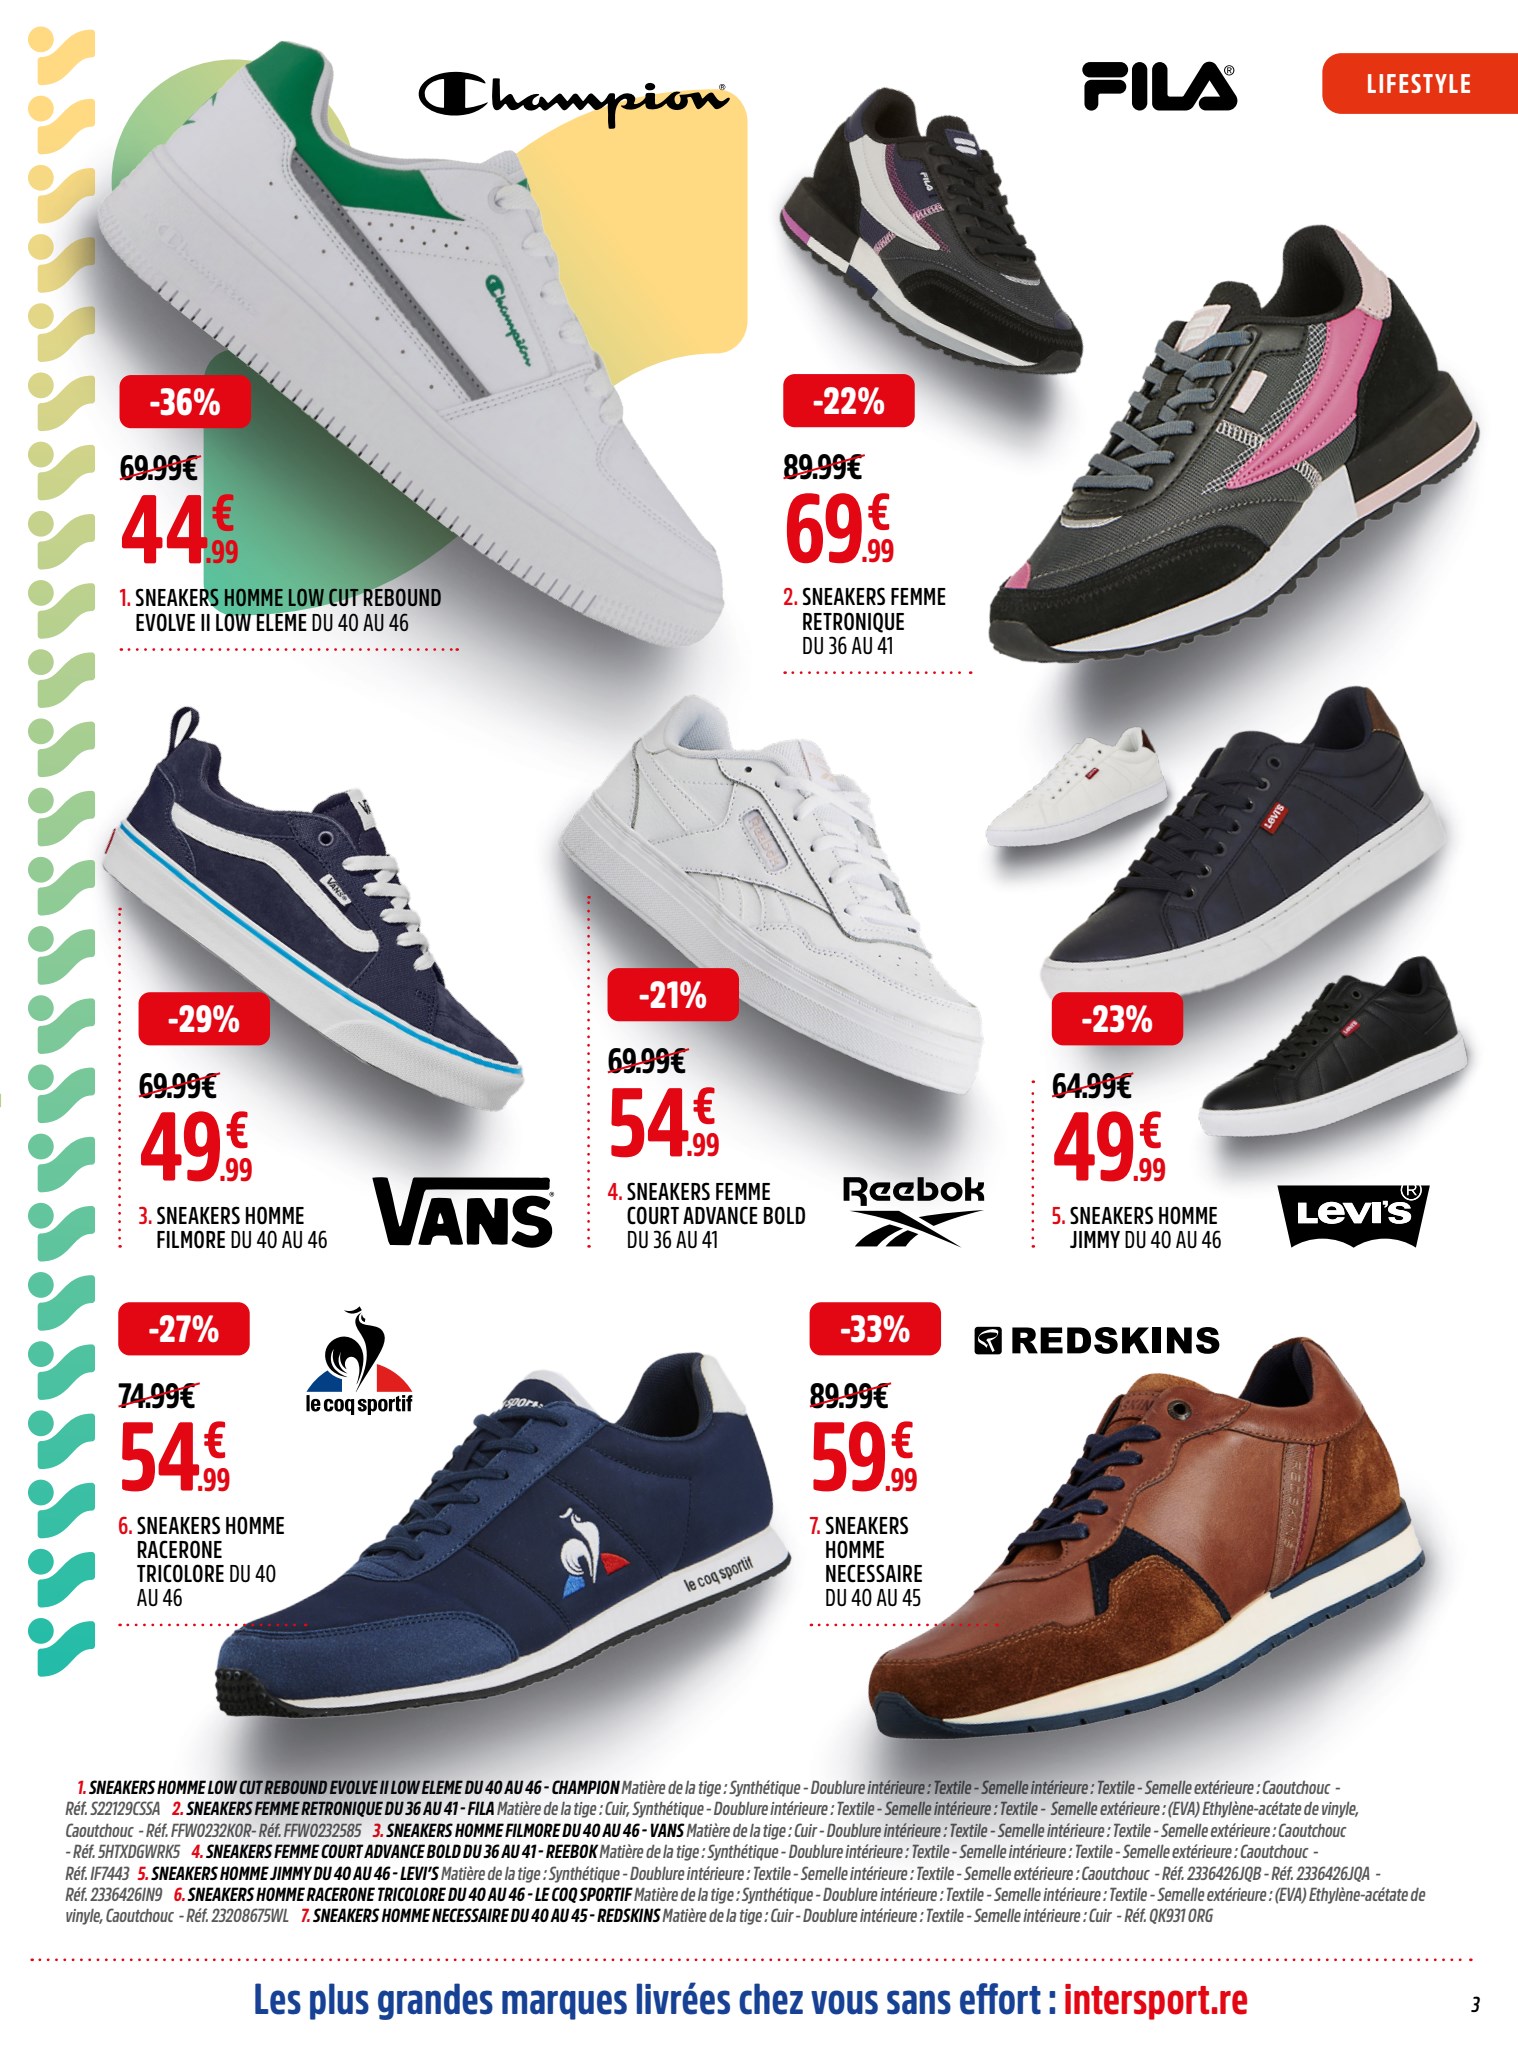 Champion®
FILA®
LIFESTYLE
FILA
Champion
-36%
69.99€
44€.99
1. SNEAKERS HOMME LOW CUT REBOUND
EVOLVE II LOW ELEME DU 40 AU 46
-22%
89.99€
69€.99
2. SNEAKERS FEMME
RETRONIQUE
DU 36 AU 41
VANS
Levi's
Levi's
-29%
69.99€
49€.99
3. SNEAKERS HOMME
FILMORE DU 40 AU 46
VANS®
-21%
69.99€
54€.99
4. SNEAKERS FEMME
COURT ADVANCE BOLD
DU 36 AU 41
Reebok
-23%
64.99€
49€.99
5. SNEAKERS HOMME
JIMMY DU 40 AU 46
Levi's®
-27%
74.99€
54€.99
6. SNEAKERS HOMME
RACERONE
TRICOLORE DU 40
AU 46
le coq sportif
le coq sportif
-33%
89.99€
59€.99
7. SNEAKERS
HOMME
NECESSAIRE
DU 40 AU 45
REDSKINS
1. SNEAKERS HOMME LOW CUT REBOUND EVOLVE II LOW ELEME DU 40 AU 46 - CHAMPION Matière de la tige : Synthétique - Doublure intérieure : Textile - Semelle intérieure : Textile - Semelle extérieure : Caoutchouc -
Réf. S22129CSSA 2. SNEAKERS FEMME RETRONIQUE DU 36 AU 41 - FILA Matière de la tige : Cuir, Synthétique - Doublure intérieure : Textile - Semelle intérieure : Textile - Semelle extérieure : (EVA) Ethylène-acétate de vinyle,
Caoutchouc - Réf. FFW0232KOR- Réf. FFW0232585 3. SNEAKERS HOMME FILMORE DU 40 AU 46 - VANS Matière de la tige : Cuir - Doublure intérieure : Textile - Semelle intérieure : Textile - Semelle extérieure : Caoutchouc
- Réf. 5HTXDGWRK5 4. SNEAKERS FEMME COURT ADVANCE BOLD DU 36 AU 41 - REEBOK Matière de la tige : Synthétique - Doublure intérieure : Textile - Semelle intérieure : Textile - Semelle extérieure : Caoutchouc -
Réf. IF7443 5. SNEAKERS HOMME JIMMY DU 40 AU 46 - LEVI'S Matière de la tige : Synthétique - Doublure intérieure : Textile - Semelle intérieure : Textile - Semelle extérieure : Caoutchouc - Réf. 2336426JQB - Réf. 2336426JQA -
Réf. 2336426IN9 6. SNEAKERS HOMME RACERONE TRICOLORE DU 40 AU 46 - LE COQ SPORTIF Matière de la tige : Synthétique - Doublure intérieure : Textile - Semelle intérieure : Textile - Semelle extérieure : (EVA) Ethylène-acétate de
vinyle, Caoutchouc - Réf. 23208675WL 7. SNEAKERS HOMME NECESSAIRE DU 40 AU 45 - REDSKINS Matière de la tige : Cuir - Doublure intérieure : Textile - Semelle intérieure : Cuir - Réf. QK931 ORG
Les plus grandes marques livrées chez vous sans effort : intersport.re
3